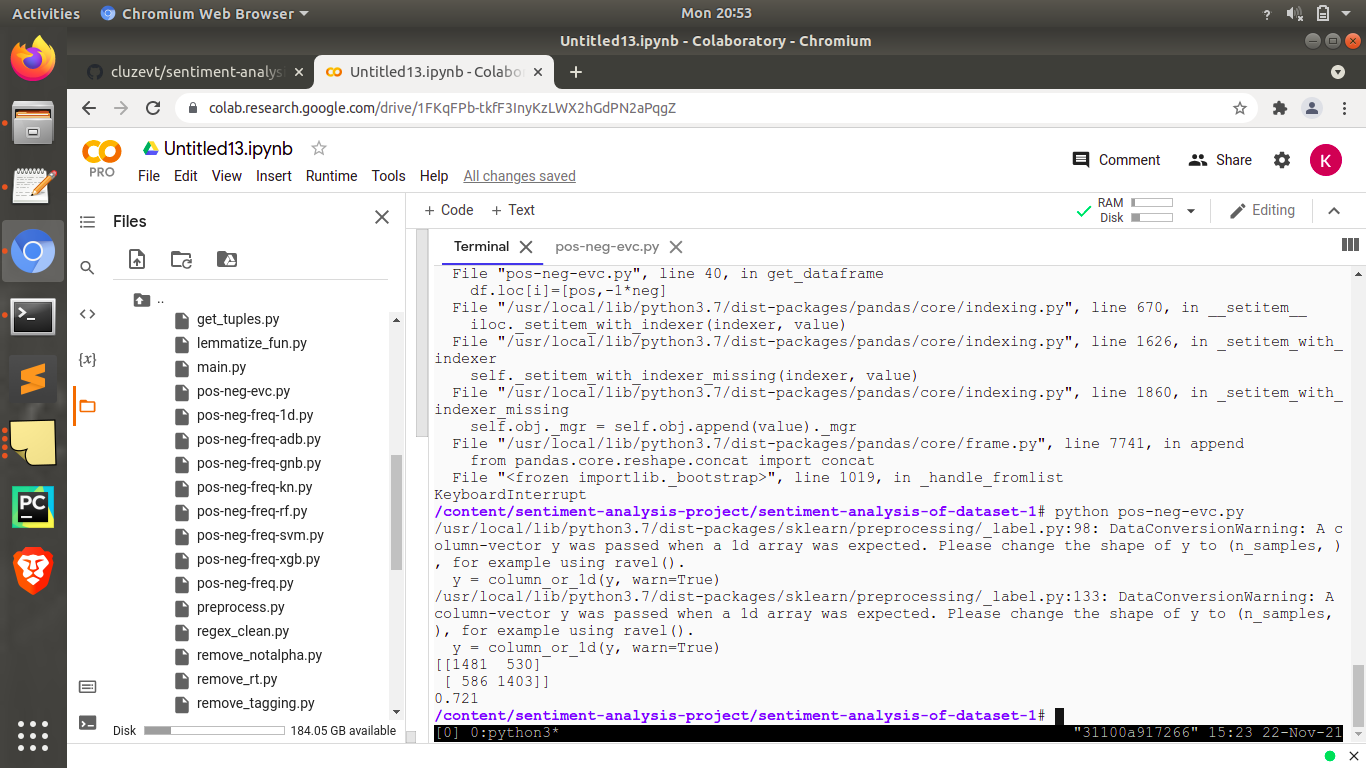 Activities
Chromium Web Browser
Mon 20:53
Untitled13.ipynb - Colaboratory - Chromium
cluzevt/sentiment-analysi
Untitled13.ipynb - Colabo
colab.research.google.com/drive/1FKqFPb-tkfF3InyKzLWX2hGdPN2aPqgZ
PRO
Untitled13.ipynb
File Edit View Insert Runtime Tools Help All changes saved
Comment
Share
K
Files
..
get_tuples.py
lemmatize_fun.py
main.py
pos-neg-evc.py
pos-neg-freq-1d.py
pos-neg-freq-adb.py
pos-neg-freq-gnb.py
pos-neg-freq-kn.py
pos-neg-freq-rf.py
pos-neg-freq-svm.py
pos-neg-freq-xgb.py
pos-neg-freq.py
preprocess.py
regex_clean.py
remove_notalpha.py
remove_rt.py
remove_tagging.py
Disk 184.05 GB available
+ Code + Text
RAM
Disk
Editing
Terminal
pos-neg-evc.py
File "pos-neg-evc.py", line 40, in get_dataframe
df.loc[i]=[pos,-1*neg]
File "/usr/local/lib/python3.7/dist-packages/pandas/core/indexing.py", line 670, in __setitem__
iloc._setitem_with_indexer(indexer, value)
File "/usr/local/lib/python3.7/dist-packages/pandas/core/indexing.py", line 1626, in _setitem_with_
indexer
self._setitem_with_indexer_missing(indexer, value)
File "/usr/local/lib/python3.7/dist-packages/pandas/core/indexing.py", line 1860, in _setitem_with_
indexer_missing
self.obj._mgr = self.obj.append(value)._mgr
File "/usr/local/lib/python3.7/dist-packages/pandas/core/frame.py", line 7741, in append
from pandas.core.reshape.concat import concat
File "<frozen importlib._bootstrap>", line 1019, in _handle_fromlist
KeyboardInterrupt
/content/sentiment-analysis-project/sentiment-analysis-of-dataset-1# python pos-neg-evc.py
/usr/local/lib/python3.7/dist-packages/sklearn/preprocessing/_label.py:98: DataConversionWarning: A c
olumn-vector y was passed when a 1d array was expected. Please change the shape of y to (n_samples, )
, for example using ravel().
y = column_or_1d(y, warn=True)
/usr/local/lib/python3.7/dist-packages/sklearn/preprocessing/_label.py:133: DataConversionWarning: A
column-vector y was passed when a 1d array was expected. Please change the shape of y to (n_samples,
), for example using ravel().
y = column_or_1d(y, warn=True)
[[1481  530]
[ 586 1403]]
0.721
/content/sentiment-analysis-project/sentiment-analysis-of-dataset-1#
[0] 0:python3* "31100a917266" 15:23 22-Nov-21